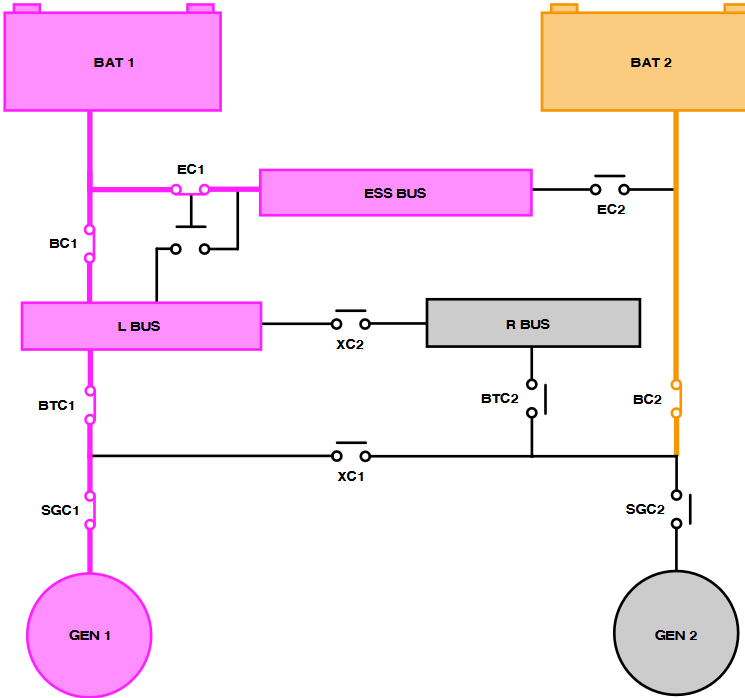 BAT 1
BAT 2
EC1
ESS BUS
EC2
BC1
L BUS
R BUS
XC2
BTC1
BTC2
BC2
XC1
SGC1
SGC2
GEN 1
GEN 2